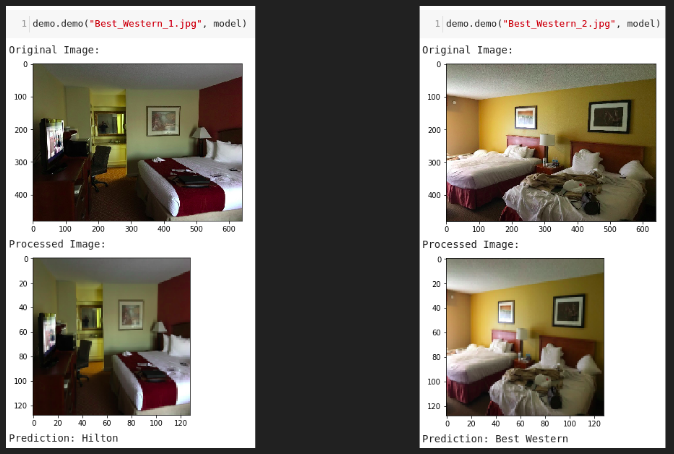 1 demo.demo("Best_Western_1.jpg", model)
Original Image:
0
100
200
300
400
0 100 200 300 400 500 600
Processed Image:
0
20
40
60
80
100
120
0 20 40 60 80 100 120
Prediction: Hilton
1 demo.demo("Best_Western_2.jpg", model)
Original Image:
0
100
200
300
400
0 100 200 300 400 500 600
Processed Image:
0
20
40
60
80
100
120
0 20 40 60 80 100 120
Prediction: Best Western